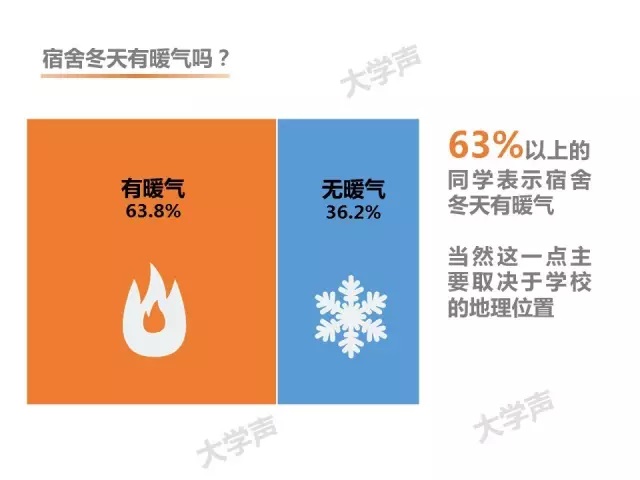 宿舍冬天有暖气吗？
大学声
有暖气
63.8%
无暖气
36.2%
63%以上的
同学表示宿舍
冬天有暖气
当然这一点主
要取决于学校
的地理位置
大学声
大学声